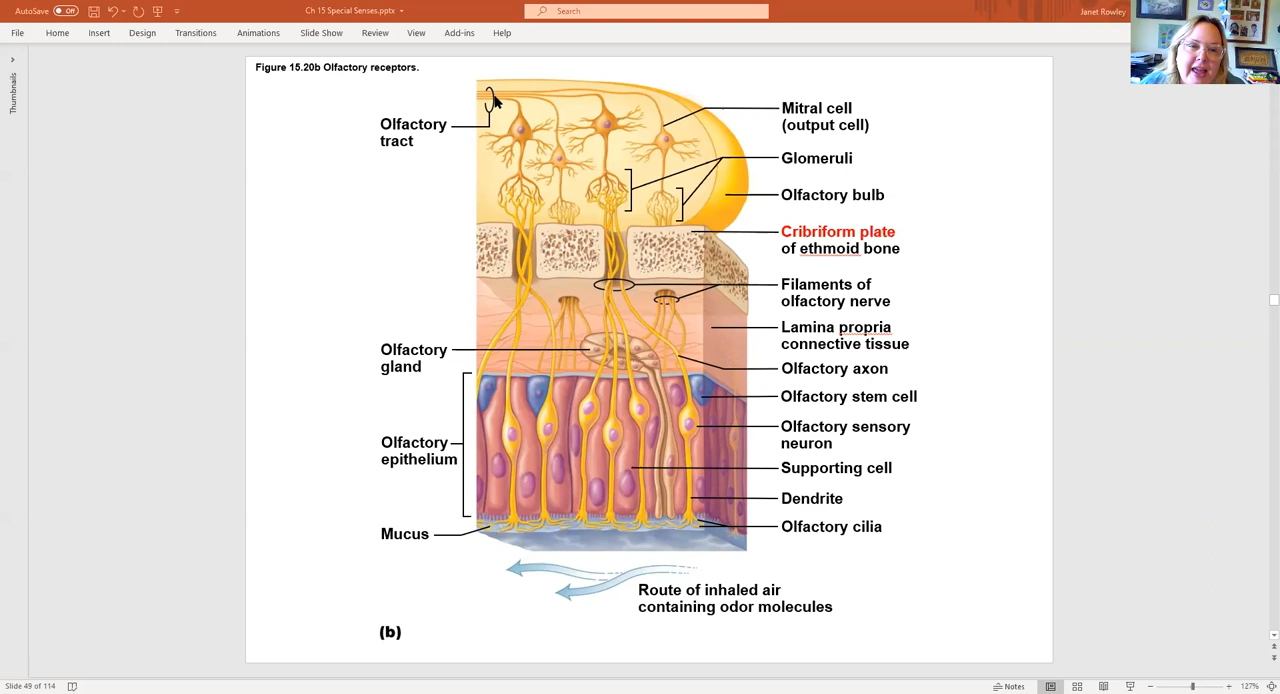 AutoSave Off Ch 15 Special Senses.pptx Search Janet Rowley
File Home Insert Design Transitions Animations Slide Show Review View Add-ins Help
Thumbnails
Figure 15.20b Olfactory receptors.
Olfactory
tract
Olfactory
gland
Olfactory
epithelium
Mucus
Mitral cell
(output cell)
Glomeruli
Olfactory bulb
Cribriform plate
of ethmoid bone
Filaments of
olfactory nerve
Lamina propria
connective tissue
Olfactory axon
Olfactory stem cell
Olfactory sensory
neuron
Supporting cell
Dendrite
Olfactory cilia
Route of inhaled air
containing odor molecules
(b)
Slide 49 of 114 Notes 127%